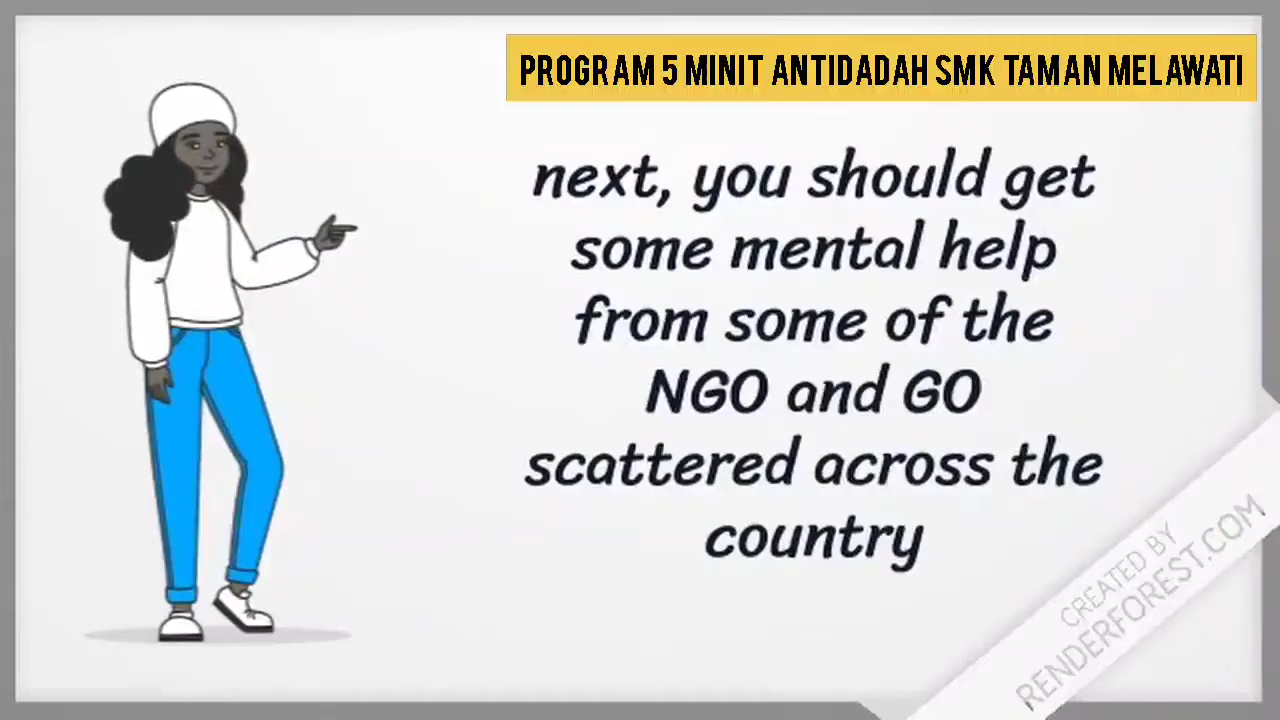 PROGRAM 5 MINIT ANTIDADAH SMK TAMAN MELAWATI
next, you should get
some mental help
from some of the
NGO and GO
scattered across the
country
CREATED BY
RENDERFOREST.COM